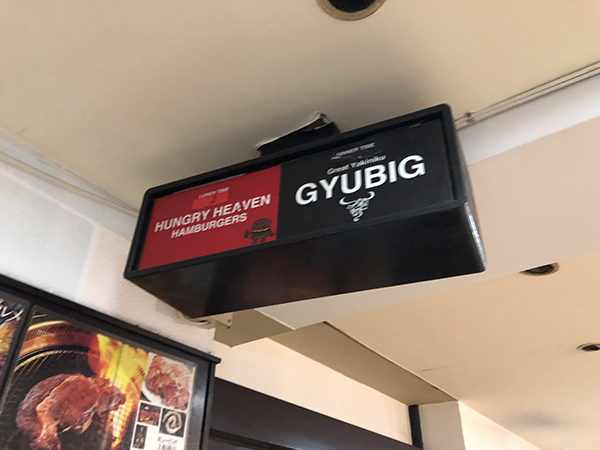 LUNCH TIME
HUNGRY HEAVEN
HAMBURGERS
DINNER TIME
Great Yakiniku
GYUBIG